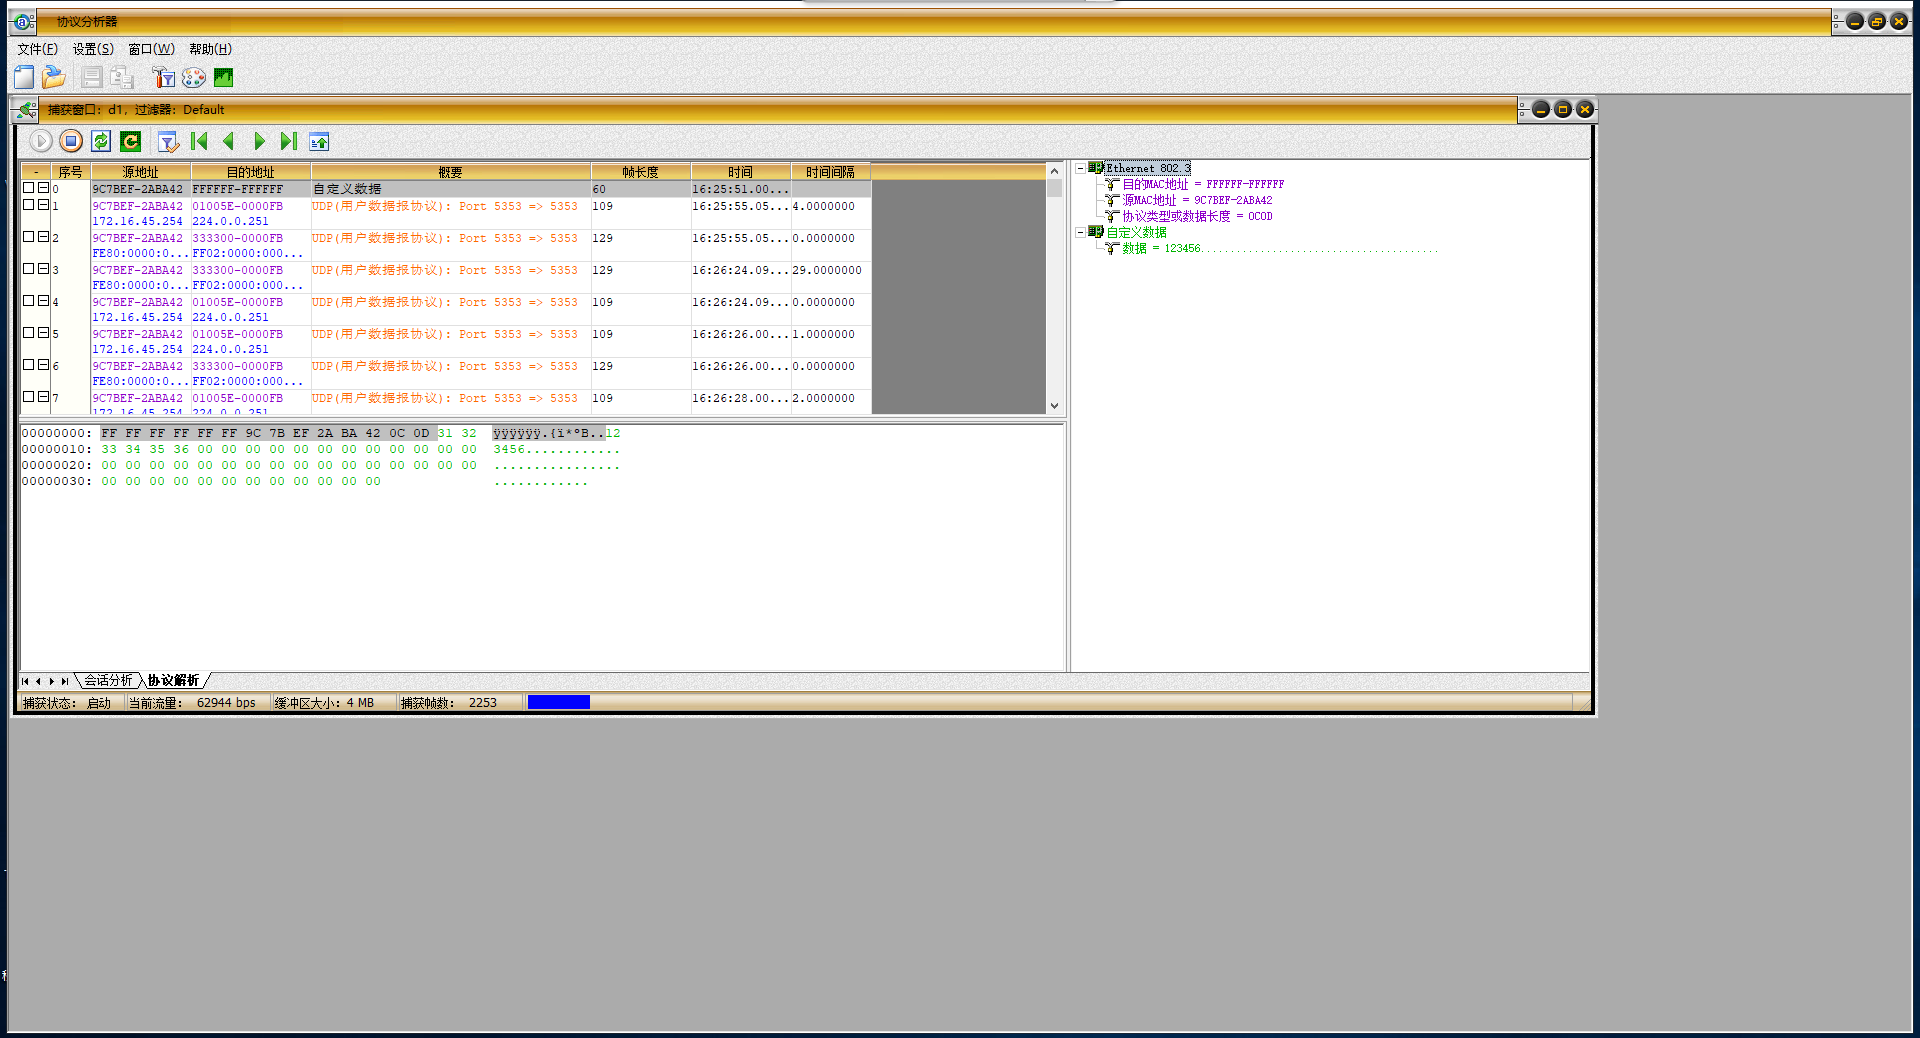 协议分析器
文件(F) 设置(S) 窗口(W) 帮助(H)
捕获窗口: d1, 过滤器: Default
- 序号 源地址 目的地址 概要 帧长度 时间 时间间隔
0 9C7BEF-2ABA42 FFFFFF-FFFFFF 自定义数据 60 16:25:51.00...
1 9C7BEF-2ABA42 01005E-0000FB UDP(用户数据报协议): Port 5353 => 5353 109 16:25:55.05... 4.0000000
172.16.45.254 224.0.0.251
2 9C7BEF-2ABA42 333300-0000FB UDP(用户数据报协议): Port 5353 => 5353 129 16:25:55.05... 0.0000000
FE80:0000:0... FF02:0000:000...
3 9C7BEF-2ABA42 333300-0000FB UDP(用户数据报协议): Port 5353 => 5353 129 16:26:24.09... 29.0000000
FE80:0000:0... FF02:0000:000...
4 9C7BEF-2ABA42 01005E-0000FB UDP(用户数据报协议): Port 5353 => 5353 109 16:26:24.09... 0.0000000
172.16.45.254 224.0.0.251
5 9C7BEF-2ABA42 01005E-0000FB UDP(用户数据报协议): Port 5353 => 5353 109 16:26:26.00... 1.0000000
172.16.45.254 224.0.0.251
6 9C7BEF-2ABA42 333300-0000FB UDP(用户数据报协议): Port 5353 => 5353 129 16:26:26.00... 0.0000000
FE80:0000:0... FF02:0000:000...
7 9C7BEF-2ABA42 01005E-0000FB UDP(用户数据报协议): Port 5353 => 5353 109 16:26:28.00... 2.0000000
172.16.45.254 224.0.0.251
Ethernet 802.3
目的MAC地址 = FFFFFF-FFFFFF
源MAC地址 = 9C7BEF-2ABA42
协议类型或数据长度 = 0C0D
自定义数据
数据 = 123456........................................
00000000: FF FF FF FF FF FF 9C 7B EF 2A BA 42 0C 0D 31 32 ÿÿÿÿÿÿ.{ï*ºB..12
00000010: 33 34 35 36 00 00 00 00 00 00 00 00 00 00 00 00 3456............
00000020: 00 00 00 00 00 00 00 00 00 00 00 00 00 00 00 00 ................
00000030: 00 00 00 00 00 00 00 00 00 00 00 00 ............
会话分析 协议解析
捕获状态: 启动 当前流量: 62944 bps 缓冲区大小: 4 MB 捕获帧数: 2253